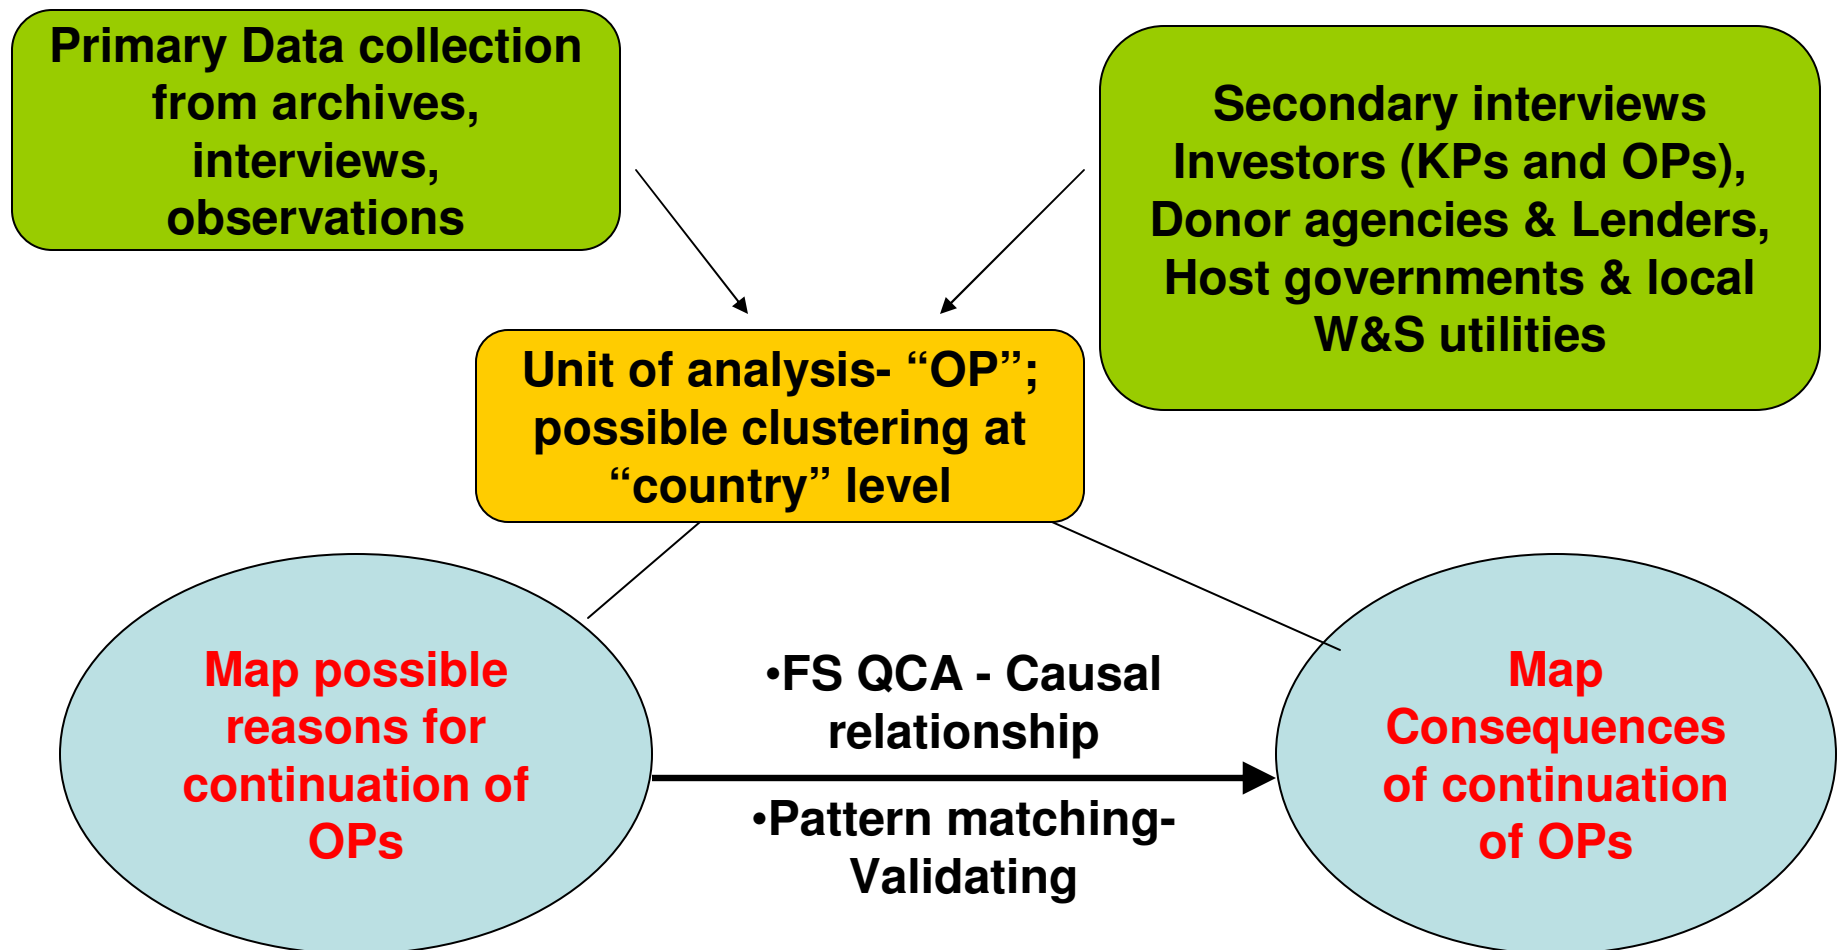 Primary Data collection
from archives,
interviews,
observations
Secondary interviews
Investors (KPs and OPs),
Donor agencies & Lenders,
Host governments & local
W&S utilities
Unit of analysis- “OP”;
possible clustering at
“country” level
Map possible
reasons for
continuation of
OPs
•FS QCA - Causal
relationship
•Pattern matching-
Validating
Map
Consequences
of continuation
of OPs